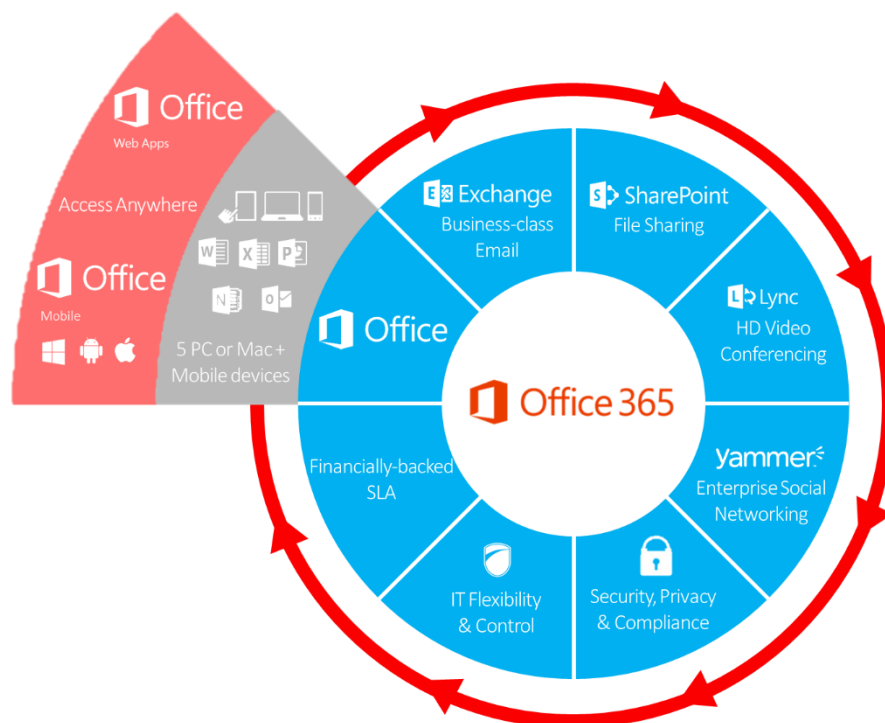 Office
Web Apps
Access Anywhere
Office
Mobile
W
X
P
N
O
5 PC or Mac +
Mobile devices
Office
E
Exchange
Business-class
Email
S
SharePoint
File Sharing
L
Lync
HD Video
Conferencing
yammer
Enterprise Social
Networking
Security, Privacy
& Compliance
IT Flexibility
& Control
Financially-backed
SLA
Office 365